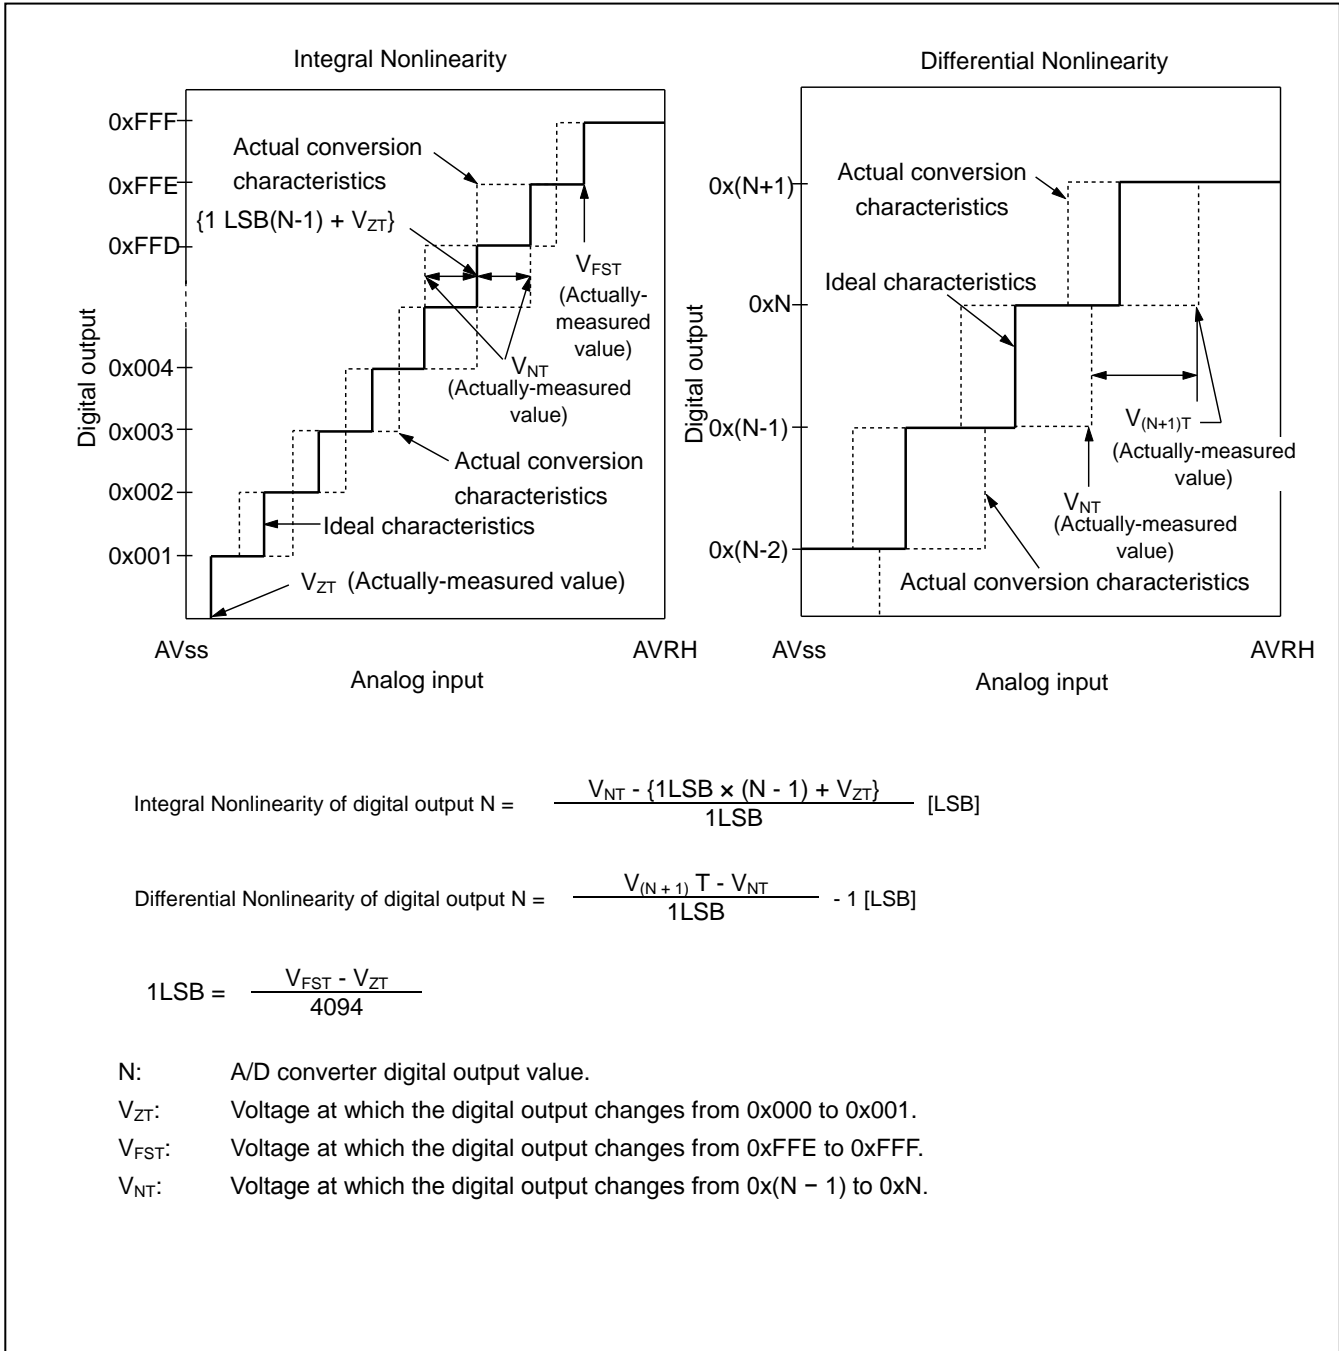 Integral Nonlinearity
0xFFF
0xFFE
0xFFD
0x004
0x003
0x002
0x001
Digital output
Actual conversion
characteristics
{1 LSB(N-1) + VZT}
VFST
(Actually-
measured
value)
VNT
(Actually-measured
value)
Actual conversion
characteristics
Ideal characteristics
VZT (Actually-measured value)
AVss
AVRH
Analog input
Differential Nonlinearity
0x(N+1)
0xN
0x(N-1)
0x(N-2)
Digital output
Actual conversion
characteristics
Ideal characteristics
V(N+1)T
(Actually-measured
value)
VNT
(Actually-measured
value)
Actual conversion characteristics
AVss
AVRH
Analog input
Integral Nonlinearity of digital output N = VNT - {1LSB × (N - 1) + VZT} / 1LSB [LSB]
Differential Nonlinearity of digital output N = V(N + 1) T - VNT / 1LSB - 1 [LSB]
1LSB = VFST - VZT / 4094
N: A/D converter digital output value.
VZT: Voltage at which the digital output changes from 0x000 to 0x001.
VFST: Voltage at which the digital output changes from 0xFFE to 0xFFF.
VNT: Voltage at which the digital output changes from 0x(N − 1) to 0xN.